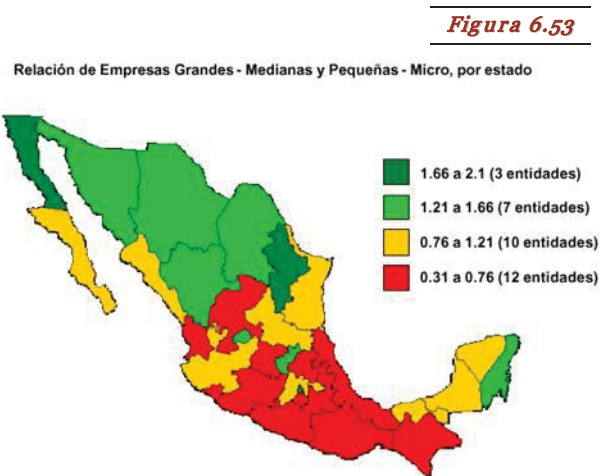 Figura 6.53
Relación de Empresas Grandes - Medianas y Pequeñas - Micro, por estado
1.66 a 2.1 (3 entidades)
1.21 a 1.66 (7 entidades)
0.76 a 1.21 (10 entidades)
0.31 a 0.76 (12 entidades)